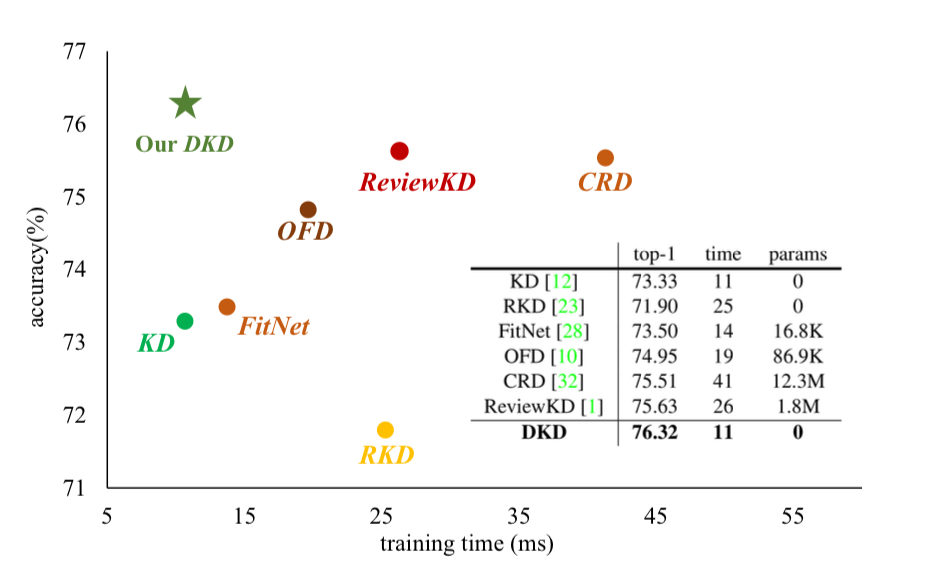 77
76
75
74
73
72
71
accuracy(%)
Our DKD
ReviewKD
CRD
OFD
FitNet
KD
RKD
top-1 time params
KD [12] 73.33 11 0
RKD [23] 71.90 25 0
FitNet [28] 73.50 14 16.8K
OFD [10] 74.95 19 86.9K
CRD [32] 75.51 41 12.3M
ReviewKD [1] 75.63 26 1.8M
DKD 76.32 11 0
5 15 25 35 45 55
training time (ms)